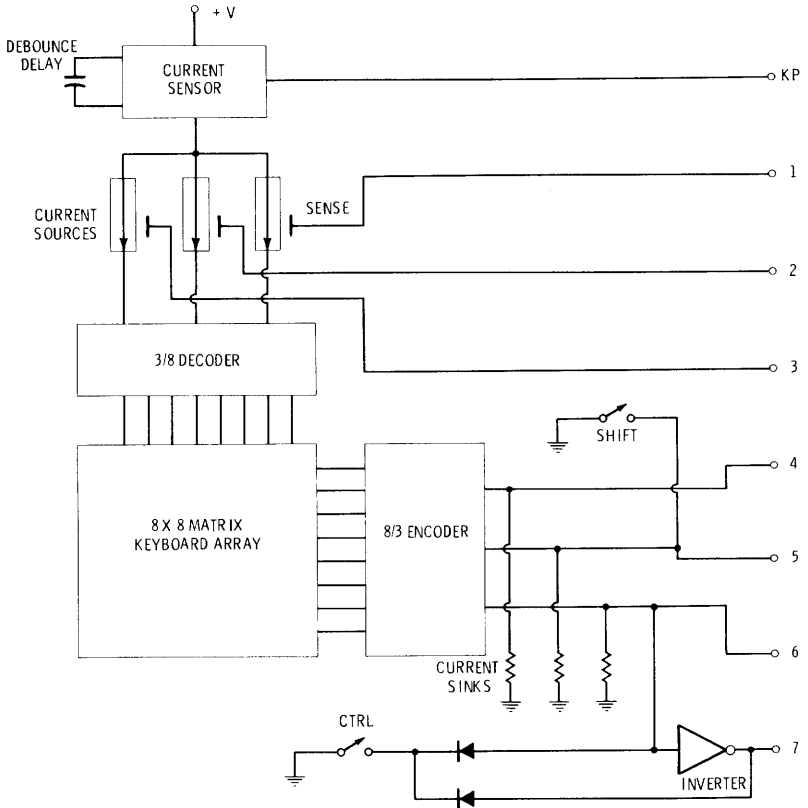 + V
DEBOUNCE
DELAY
CURRENT
SENSOR
KP
1
SENSE
CURRENT
SOURCES
2
3/8 DECODER
3
SHIFT
4
8 X 8 MATRIX
KEYBOARD ARRAY
8/3 ENCODER
5
6
CURRENT
SINKS
CTRL
7
INVERTER